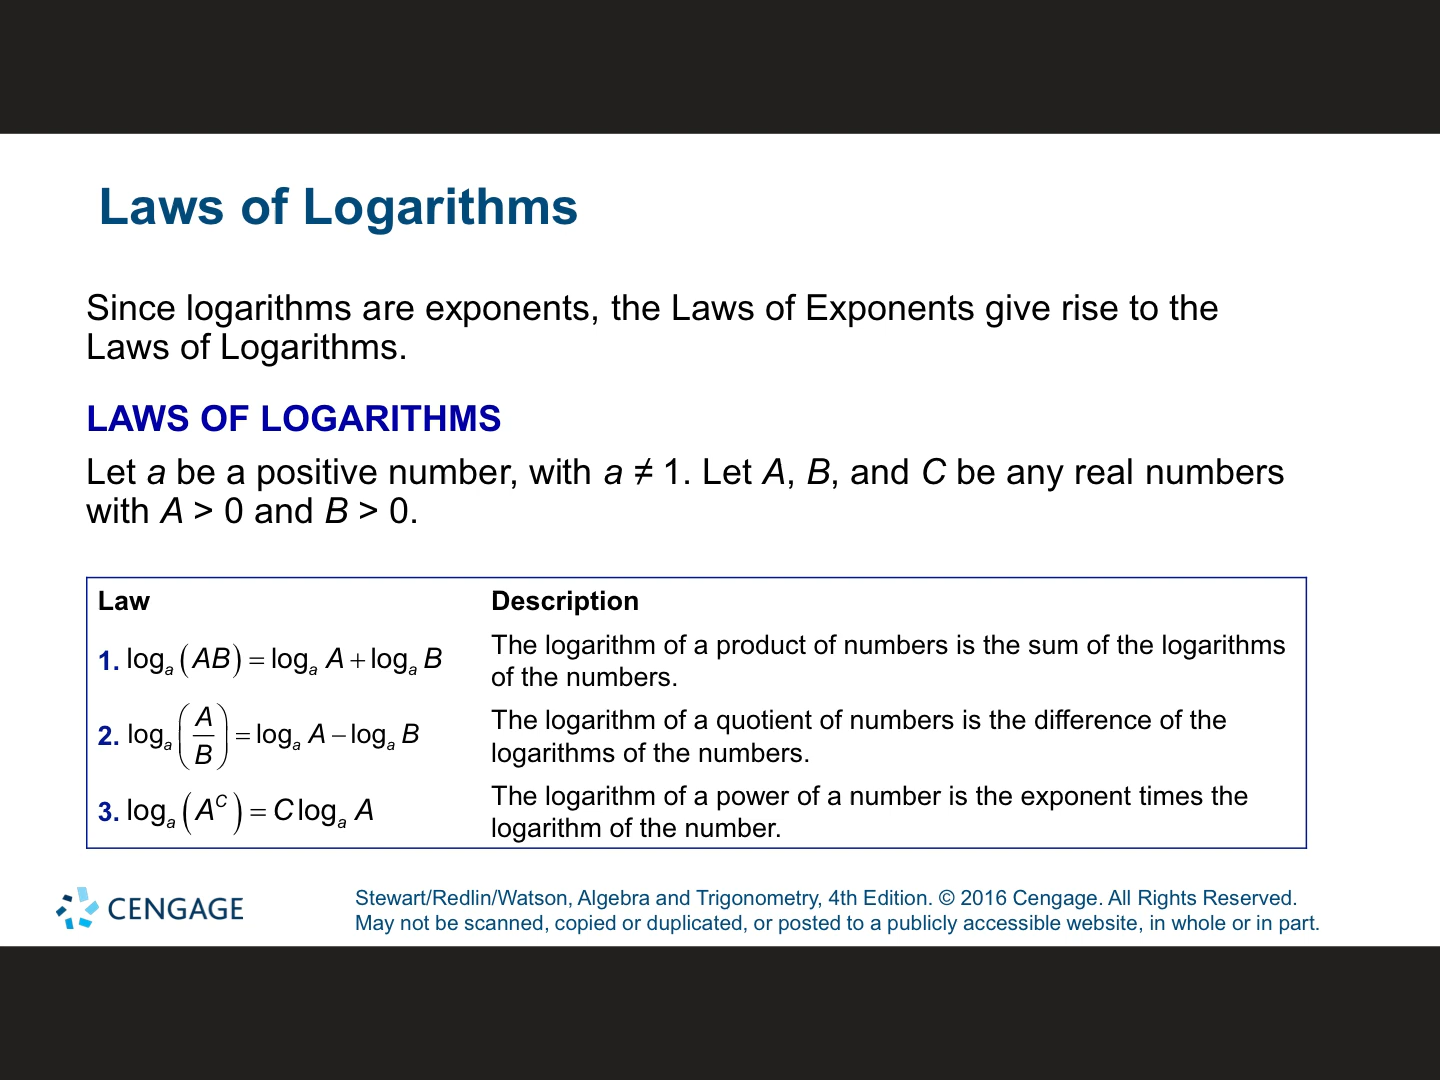 Laws of Logarithms
Since logarithms are exponents, the Laws of Exponents give rise to the
Laws of Logarithms.
LAWS OF LOGARITHMS
Let a be a positive number, with a ≠ 1. Let A, B, and C be any real numbers
with A > 0 and B > 0.
Law Description
1. logₐ(AB) = logₐ A + logₐ B The logarithm of a product of numbers is the sum of the logarithms
of the numbers.
2. logₐ(A/B) = logₐ A − logₐ B The logarithm of a quotient of numbers is the difference of the
logarithms of the numbers.
3. logₐ(A^C) = C logₐ A The logarithm of a power of a number is the exponent times the
logarithm of the number.
CENGAGE
Stewart/Redlin/Watson, Algebra and Trigonometry, 4th Edition. © 2016 Cengage. All Rights Reserved.
May not be scanned, copied or duplicated, or posted to a publicly accessible website, in whole or in part.